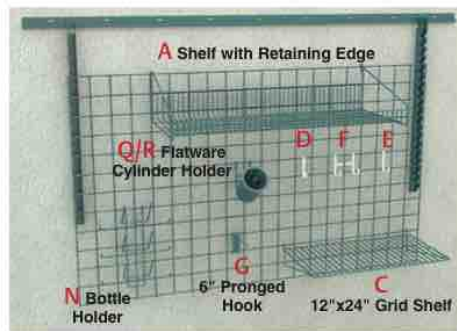 A Shelf with Retaining Edge
Q/R Flatware
Cylinder Holder
D F E
N Bottle
Holder
G
6" Pronged
Hook
C
12"x24" Grid Shelf